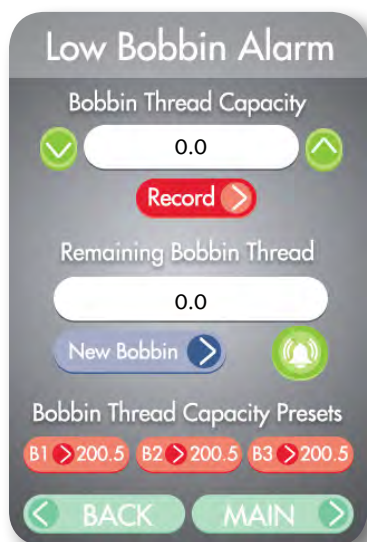 Low Bobbin Alarm
Bobbin Thread Capacity
0.0
Record
Remaining Bobbin Thread
0.0
New Bobbin
Bobbin Thread Capacity Presets
B1 200.5 B2 200.5 B3 200.5
BACK MAIN